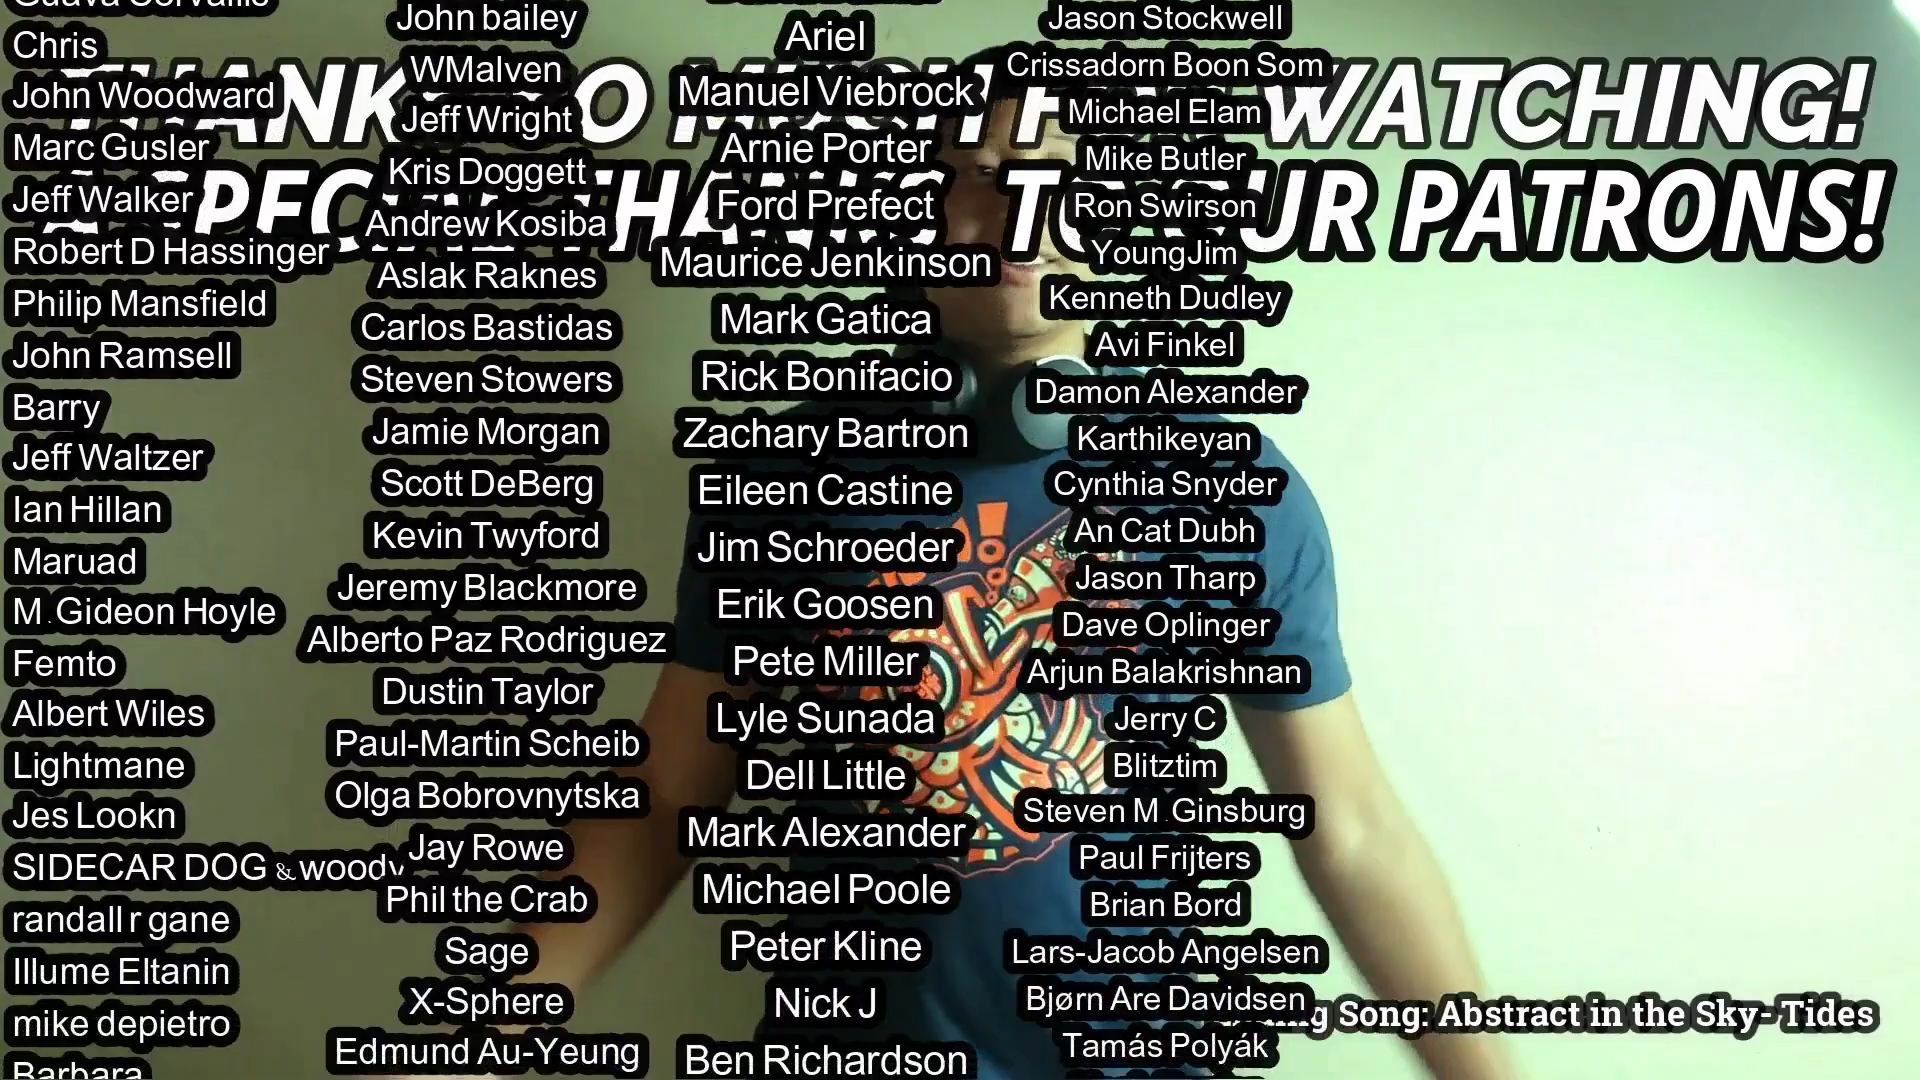 Chris
John Woodward
Marc Gusler
Jeff Walker
Robert D Hassinger
Philip Mansfield
John Ramsell
Barry
Jeff Waltzer
Ian Hillan
Maruad
M.Gideon Hoyle
Femto
Albert Wiles
Lightmane
Jes Lookn
SIDECAR DOG & woody
randall r gane
Illume Eltanin
mike depietro
Barbara
John bailey
WMalven
Jeff Wright
Kris Doggett
Andrew Kosiba
Aslak Raknes
Carlos Bastidas
Steven Stowers
Jamie Morgan
Scott DeBerg
Kevin Twyford
Jeremy Blackmore
Alberto Paz Rodriguez
Dustin Taylor
Paul-Martin Scheib
Olga Bobrovnytska
Jay Rowe
Phil the Crab
Sage
X-Sphere
Edmund Au-Yeung
Ariel
Manuel Viebrock
Arnie Porter
Ford Prefect
Maurice Jenkinson
Mark Gatica
Rick Bonifacio
Zachary Bartron
Eileen Castine
Jim Schroeder
Erik Goosen
Pete Miller
Lyle Sunada
Dell Little
Mark Alexander
Michael Poole
Peter Kline
Nick J
Ben Richardson
Jason Stockwell
Crissadorn Boon Som
Michael Elam
Mike Butler
Ron Swirson
YoungJim
Kenneth Dudley
Avi Finkel
Damon Alexander
Karthikeyan
Cynthia Snyder
An Cat Dubh
Jason Tharp
Dave Oplinger
Arjun Balakrishnan
Jerry C
Blitztim
Steven M.Ginsburg
Paul Frijters
Brian Bord
Lars-Jacob Angelsen
Bjørn Are Davidsen
Tamás Polyák
WATCHING!
SPECIAL THANKS TO OUR PATRONS!
Song: Abstract in the Sky- Tides